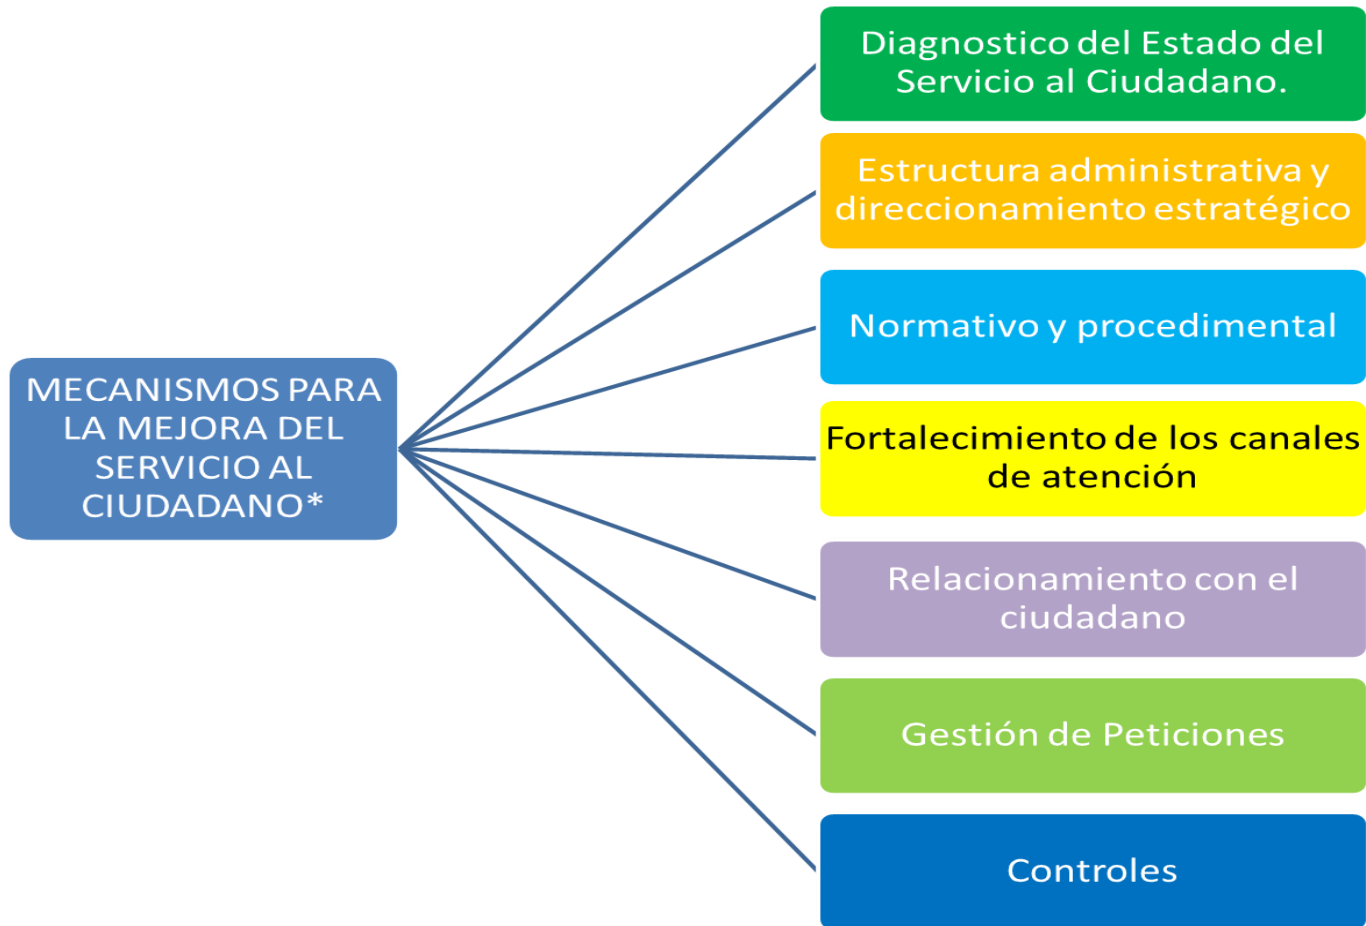 MECANISMOS PARA
LA MEJORA DEL
SERVICIO AL
CIUDADANO*
Diagnostico del Estado del
Servicio al Ciudadano.
Estructura administrativa y
direccionamiento estratégico
Normativo y procedimental
Fortalecimiento de los canales
de atención
Relacionamiento con el
ciudadano
Gestión de Peticiones
Controles